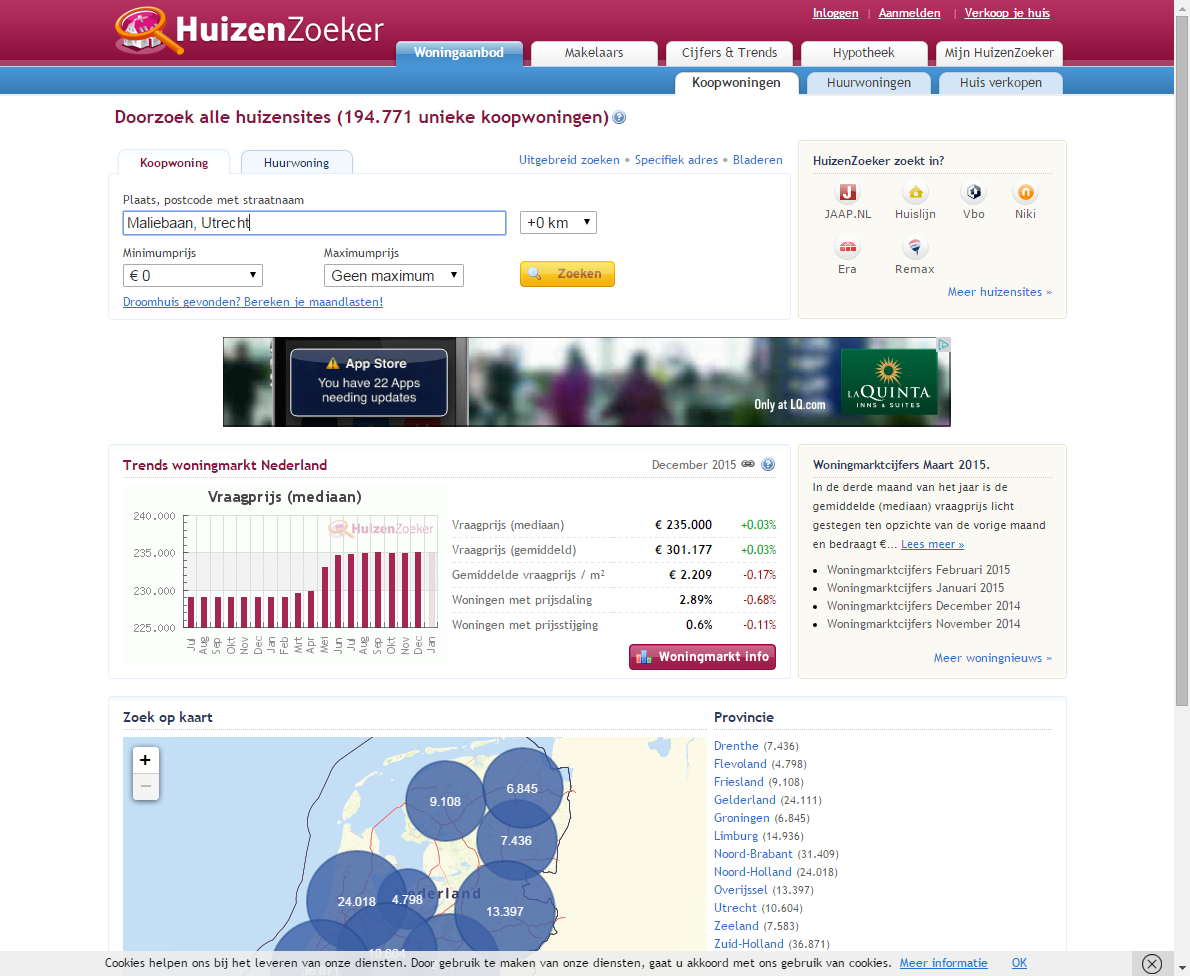 Inloggen | Aanmelden | Verkoop je huis
HuizenZoeker
Woningaanbod
Makelaars
Cijfers & Trends
Hypotheek
Mijn HuizenZoeker
Koopwoningen
Huurwoningen
Huis verkopen
Doorzoek alle huizensites (194.771 unieke koopwoningen)
Koopwoning
Huurwoning
Uitgebreid zoeken • Specifiek adres • Bladeren
Plaats, postcode met straatnaam
Maliebaan, Utrecht
+0 km
Minimumprijs
Maximumprijs
€ 0
Geen maximum
Zoeken
Droomhuis gevonden? Bereken je maandlasten!
HuizenZoeker zoekt in?
JAAP.NL
Huislijn
Vbo
Niki
Era
Remax
Meer huizensites »
App Store
You have 22 Apps
needing updates
Only at LQ.com
LAQUINTA
INNS & SUITES
Trends woningmarkt Nederland
December 2015
Vraagprijs (mediaan)
HuizenZoeker
240.000
235.000
230.000
225.000
Jul Aug Sep Okt Nov Dec Jan Feb Mrt Apr Mei Jun Jul Aug Sep Okt Nov Dec Jan
Vraagprijs (mediaan) € 235.000 +0.03%
Vraagprijs (gemiddeld) € 301.177 +0.03%
Gemiddelde vraagprijs / m² € 2.209 -0.17%
Woningen met prijsdaling 2.89% -0.68%
Woningen met prijsstijging 0.6% -0.11%
Woningmarkt info
Woningmarktcijfers Maart 2015.
In de derde maand van het jaar is de
gemiddelde (mediaan) vraagprijs licht
gestegen ten opzichte van de vorige maand
en bedraagt €... Lees meer »
Woningmarktcijfers Februari 2015
Woningmarktcijfers Januari 2015
Woningmarktcijfers December 2014
Woningmarktcijfers November 2014
Meer woningnieuws »
Zoek op kaart
+
−
9.108
6.845
7.436
24.018
4.798
13.397
Provincie
Drenthe (7.436)
Flevoland (4.798)
Friesland (9.108)
Gelderland (24.111)
Groningen (6.845)
Limburg (14.936)
Noord-Brabant (31.409)
Noord-Holland (24.018)
Overijssel (13.397)
Utrecht (10.604)
Zeeland (7.583)
Zuid-Holland (36.871)
Cookies helpen ons bij het leveren van onze diensten. Door gebruik te maken van onze diensten, gaat u akkoord met ons gebruik van cookies. Meer informatie OK